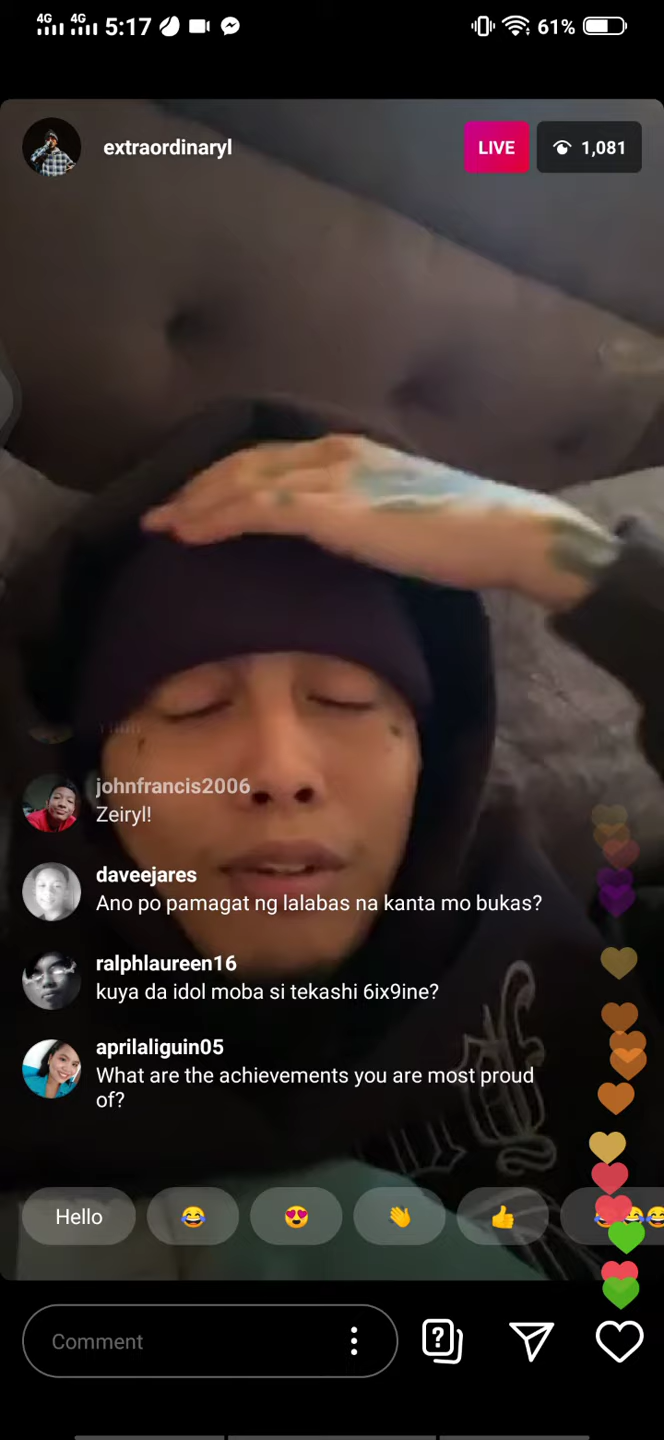 4G 4G 5:17 61%
extraordinaryl LIVE 1,081
johnfrancis2006
Zeiryl!
daveejares
Ano po pamagat ng lalabas na kanta mo bukas?
ralphlaureen16
kuya da idol moba si tekashi 6ix9ine?
aprilaliguin05
What are the achievements you are most proud
of?
Hello 😂 😍 👋 👍 😂😂😂
Comment